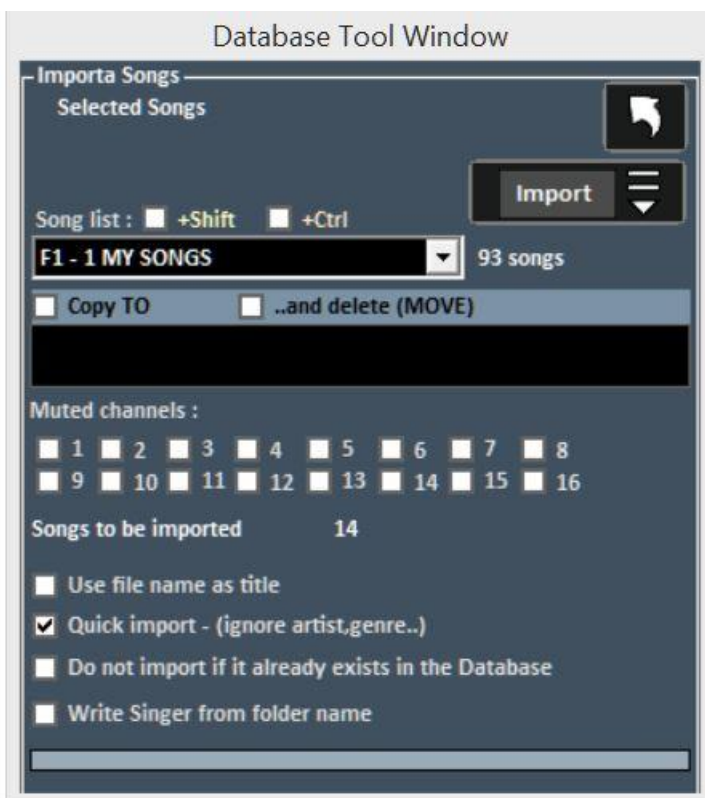 Database Tool Window
Importa Songs
Selected Songs
Import
Song list : +Shift +Ctrl
F1 - 1 MY SONGS 93 songs
Copy TO ..and delete (MOVE)
Muted channels :
1 2 3 4 5 6 7 8
9 10 11 12 13 14 15 16
Songs to be imported 14
Use file name as title
Quick import - (ignore artist,genre..)
Do not import if it already exists in the Database
Write Singer from folder name